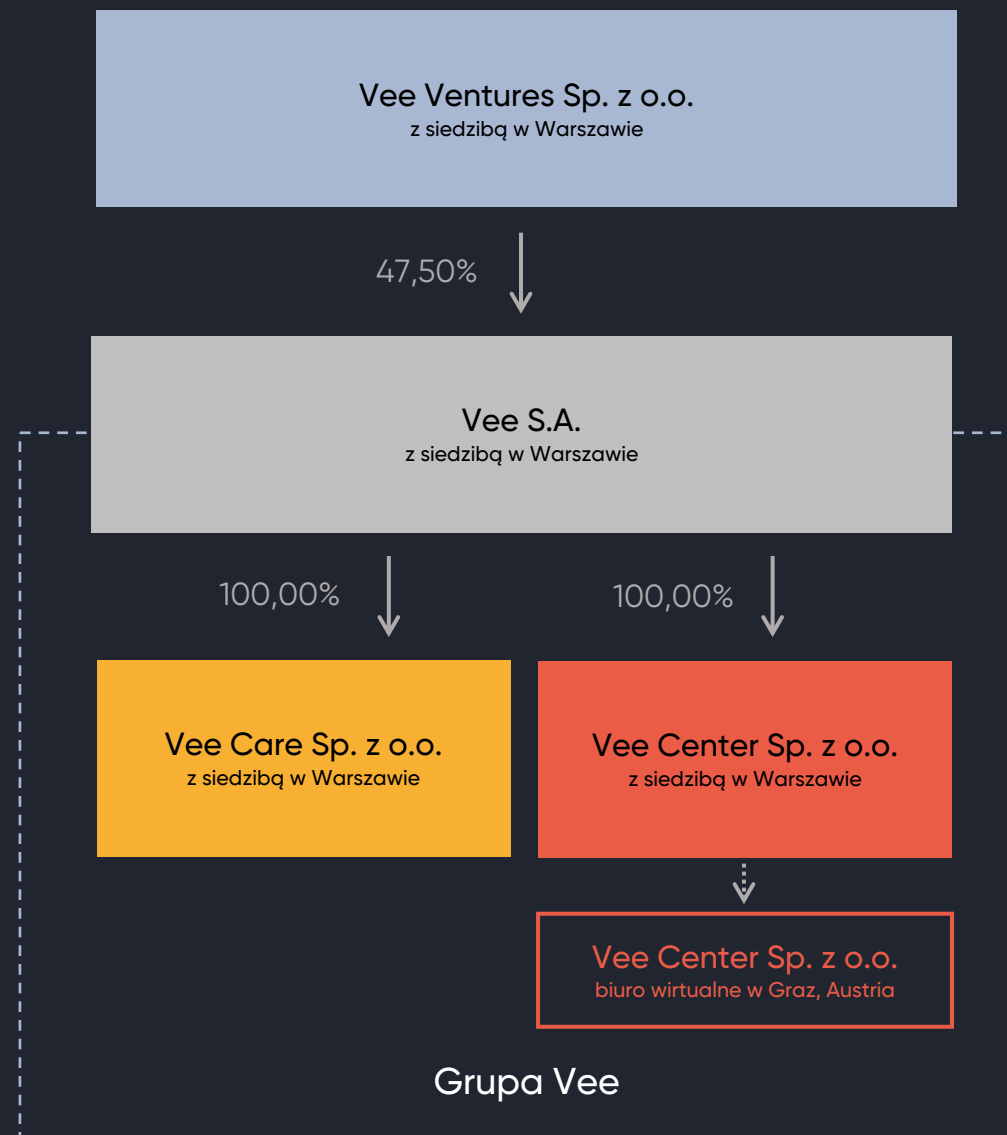 Vee Ventures Sp. z o.o.
z siedzibą w Warszawie
47,50%
Vee S.A.
z siedzibą w Warszawie
100,00%
100,00%
Vee Care Sp. z o.o.
z siedzibą w Warszawie
Vee Center Sp. z o.o.
z siedzibą w Warszawie
Vee Center Sp. z o.o.
biuro wirtualne w Graz, Austria
Grupa Vee